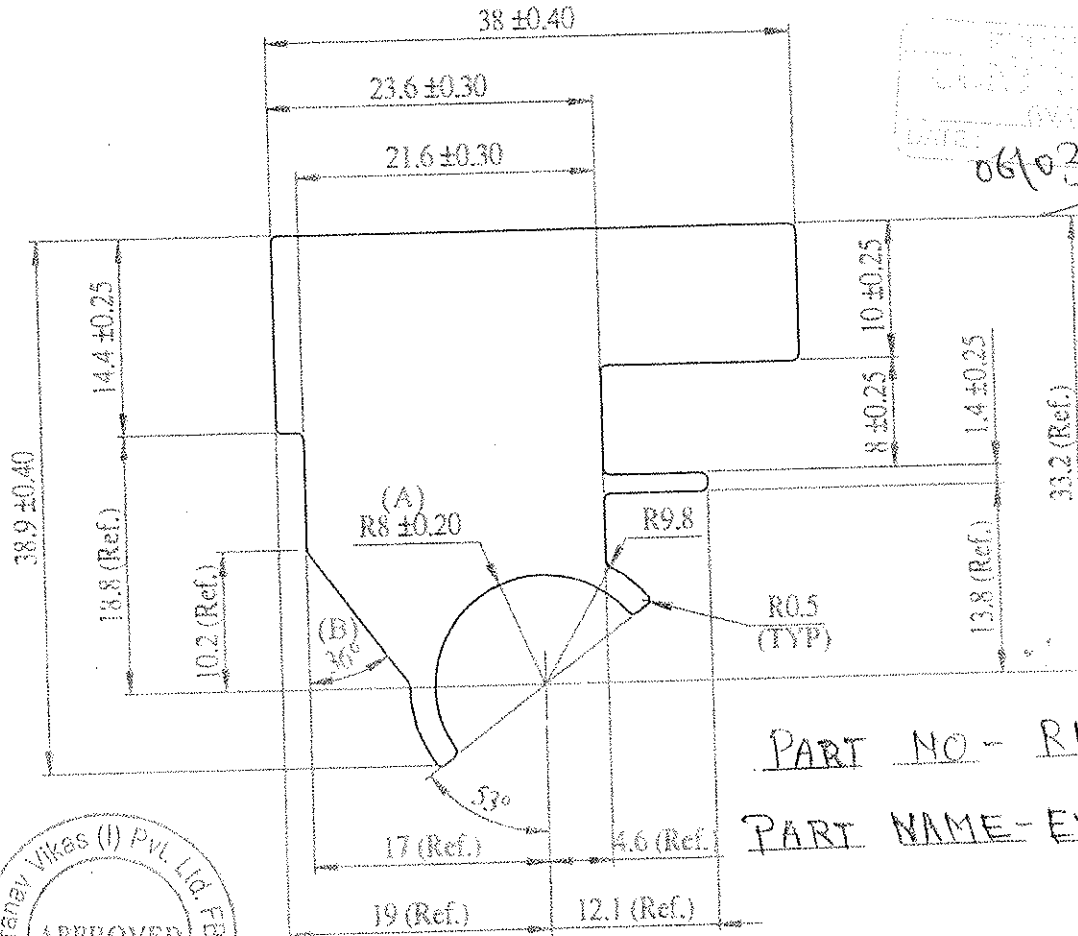 38 ±0.40
23.6 ±0.30
21.6 ±0.30
DATE:
38.9 ±0.40
14.4 ±0.25
18.8 (Ref.)
10.2 (Ref.)
10 ±0.25
8 ±0.25
1.4 ±0.25
33.2 (Ref.)
13.8 (Ref.)
(A)
R8 ±0.20
R9.8
R0.5
(TYP)
(B)
36°
53°
17 (Ref.)
4.6 (Ref.)
19 (Ref.)
12.1 (Ref.)
PART NO -
PART NAME -
Vikas (I) Pvt. Ltd.
APPROVED